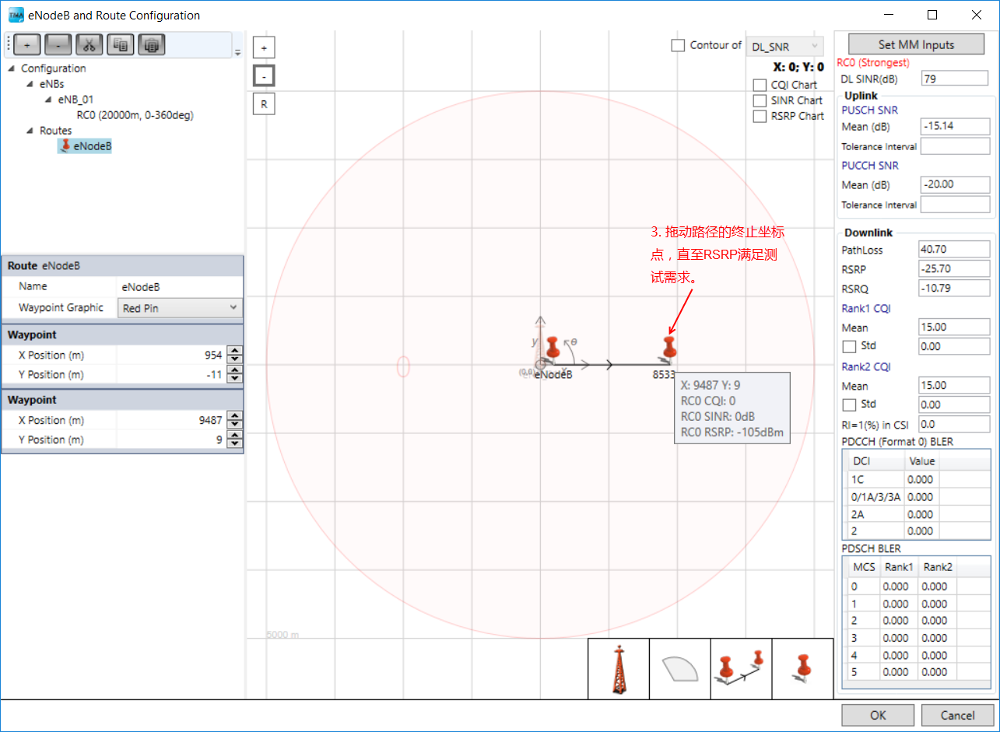 TMA eNodeB and Route Configuration
+ -
Configuration
eNBs
eNB_01
RC0 (20000m, 0-360deg)
Routes
eNodeB
Route eNodeB
Name eNodeB
Waypoint Graphic Red Pin
Waypoint
X Position (m) 954
Y Position (m) -11
Waypoint
X Position (m) 9487
Y Position (m) 9
+
-
R
Contour of DL_SNR
X: 0; Y: 0
CQI Chart
SINR Chart
RSRP Chart
3. 拖动路径的终止坐标
点，直至RSRP满足测
试需求。
y θ
0
(0,0) x
eNodeB
8533
X: 9487 Y: 9
RC0 CQI: 0
RC0 SINR: 0dB
RC0 RSRP: -105dBm
5000 m
Set MM Inputs
RC0 (Strongest)
DL SINR(dB) 79
Uplink
PUSCH SNR
Mean (dB) -15.14
Tolerance Interval
PUCCH SNR
Mean (dB) -20.00
Tolerance Interval
Downlink
PathLoss 40.70
RSRP -25.70
RSRQ -10.79
Rank1 CQI
Mean 15.00
Std 0.00
Rank2 CQI
Mean 15.00
Std 0.00
RI=1(%) in CSI 0.0
PDCCH (Format 0) BLER
DCI Value
1C 0.000
0/1A/3/3A 0.000
2A 0.000
2 0.000
PDSCH BLER
MCS Rank1 Rank2
0 0.000 0.000
1 0.000 0.000
2 0.000 0.000
3 0.000 0.000
4 0.000 0.000
5 0.000 0.000
OK Cancel